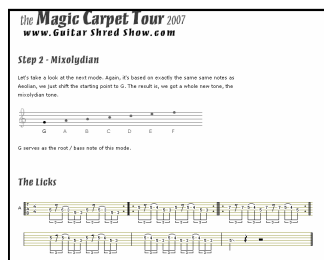 the Magic Carpet Tour 2007
www.Guitar Shred Show.com
Step 2 - Mixolydian
Let's take a look at the next mode. Again, it's based on exactly the same same notes as
Aeolian, we just shift the starting point to G. The result is, we got a whole new tone, the
mixolydian tone.
G A B C D E F
G serves as the root / bass note of this mode.
The Licks
A